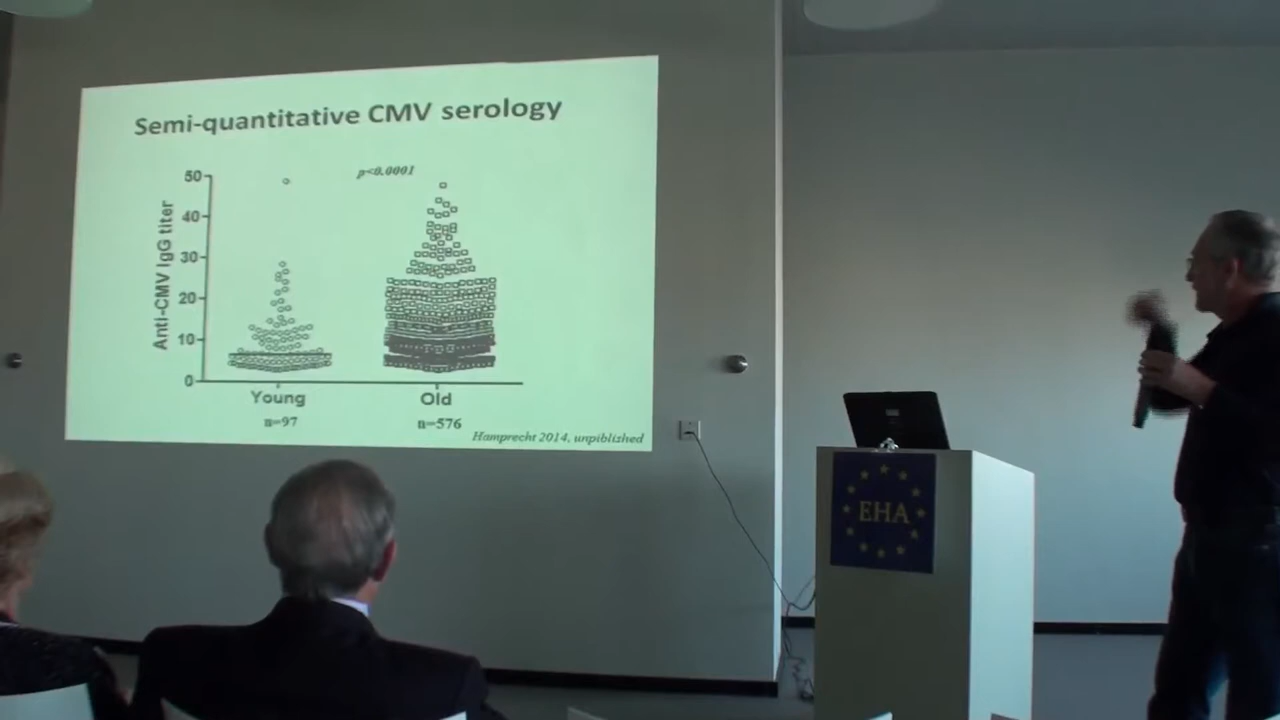 Semi-quantitative CMV serology
p<0.0001
Anti-CMV IgG titer
50
40
30
20
10
0
Young
Old
n=97
n=576
Hamprecht 2014, unpiblished
EHA